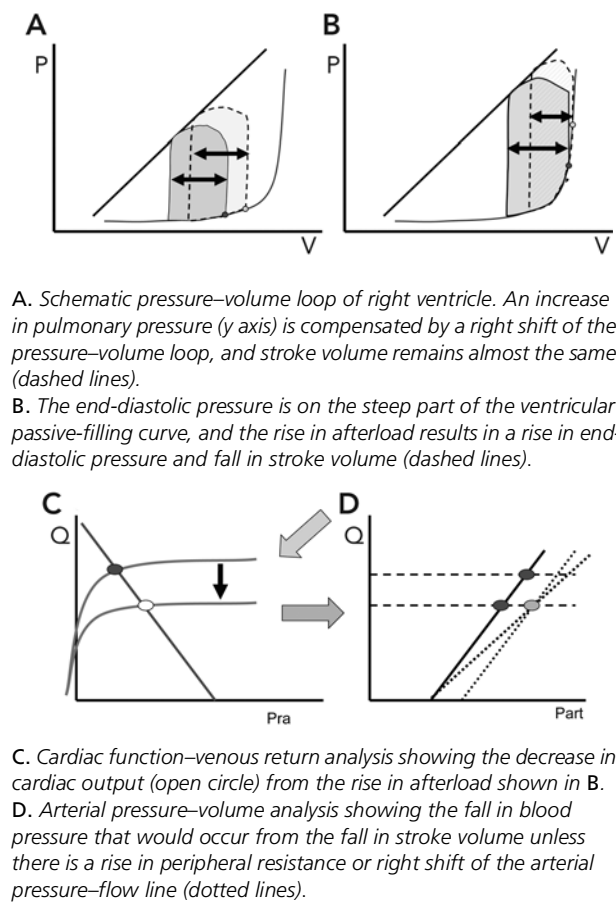 A
B
P
P
V
V
A. Schematic pressure–volume loop of right ventricle. An increase
in pulmonary pressure (y axis) is compensated by a right shift of the
pressure–volume loop, and stroke volume remains almost the same
(dashed lines).
B. The end-diastolic pressure is on the steep part of the ventricular
passive-filling curve, and the rise in afterload results in a rise in end-
diastolic pressure and fall in stroke volume (dashed lines).
C
D
Q
Q
Pra
Part
C. Cardiac function–venous return analysis showing the decrease in
cardiac output (open circle) from the rise in afterload shown in B.
D. Arterial pressure–volume analysis showing the fall in blood
pressure that would occur from the fall in stroke volume unless
there is a rise in peripheral resistance or right shift of the arterial
pressure–flow line (dotted lines).